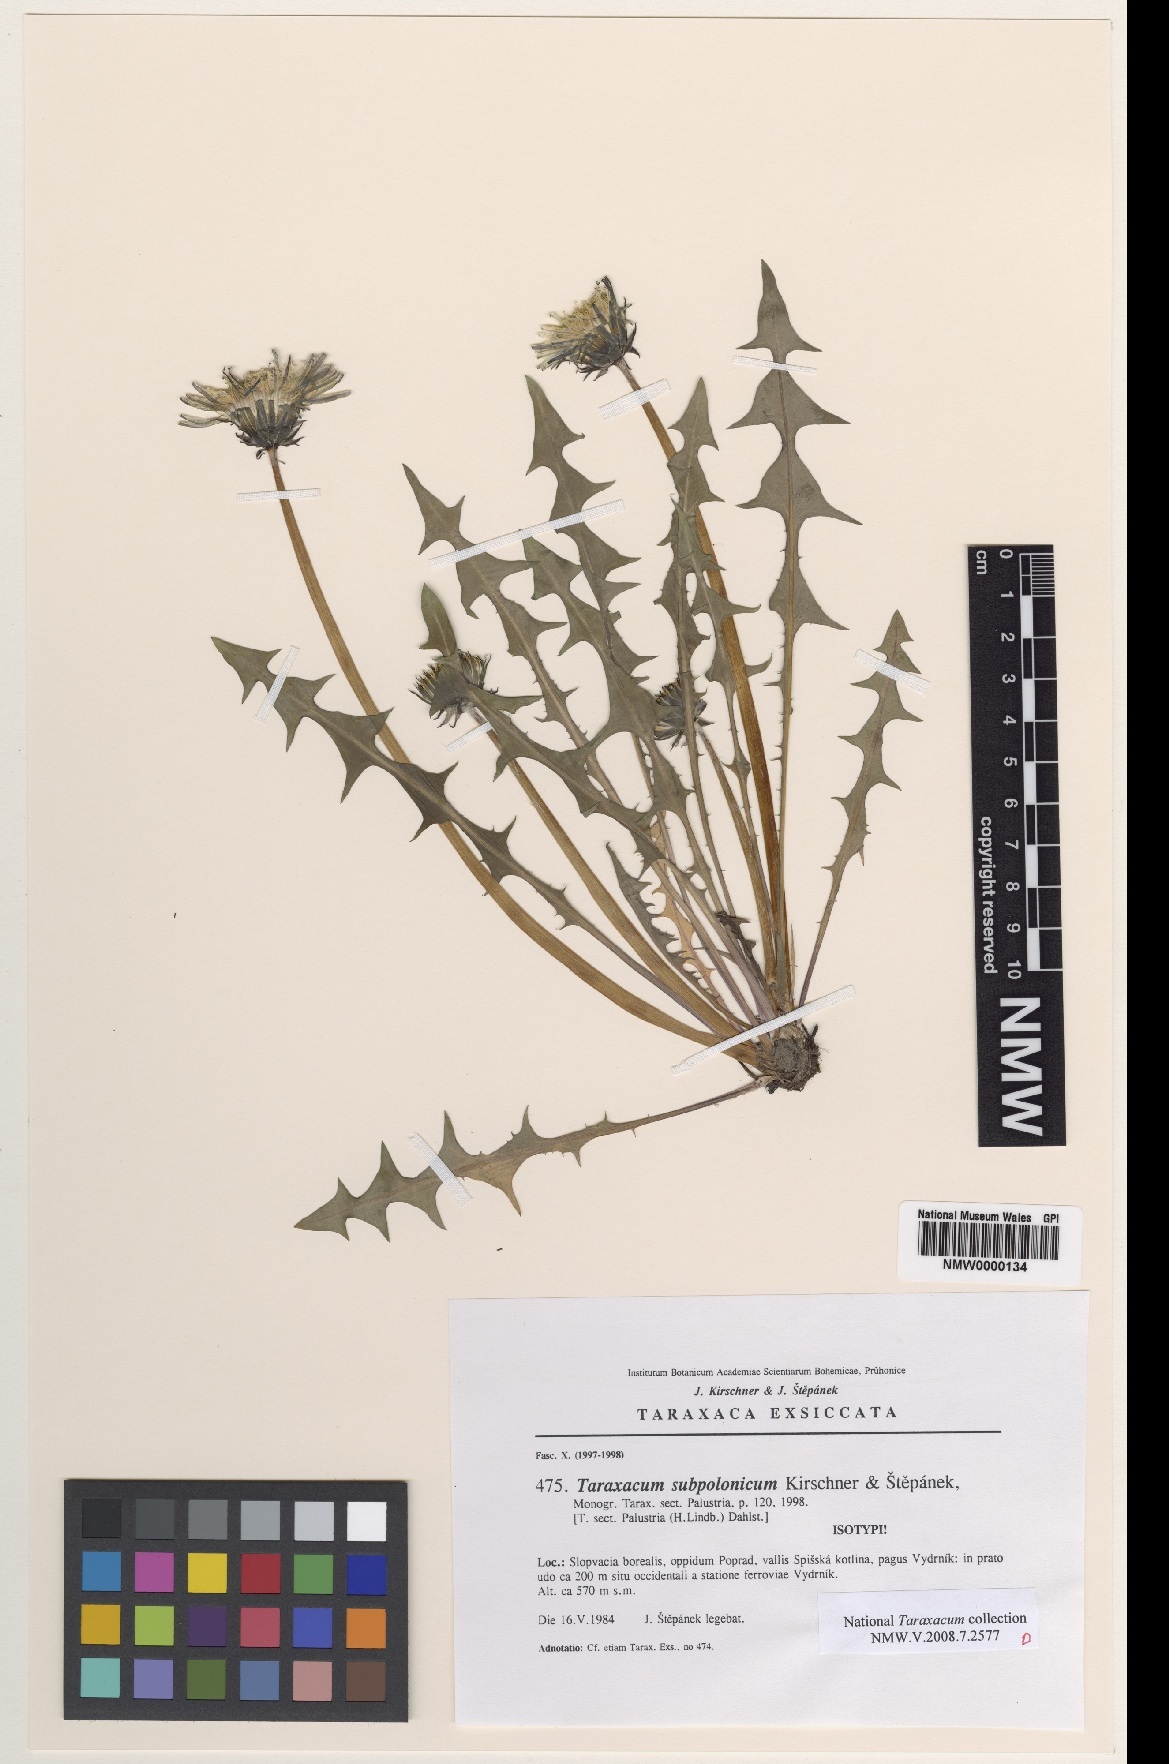 cm
0
1
2
3
4
5
6
7
8
9
10
copyright reserved
NMW
National Museum Wales GPI
NMW0000134
Institutum Botanicum Academiae Scientiarum Bohemicae, Průhonice
J. Kirschner & J. Štěpánek
TARAXACA EXSICCATA
Fasc. X. (1997-1998)
475. Taraxacum subpolonicum Kirschner & Štěpánek,
Monogr. Tarax. sect. Palustria, p. 120, 1998.
[T. sect. Palustria (H.Lindb.) Dahlst.]
ISOTYPI!
Loc.: Slopvacia borealis, oppidum Poprad, vallis Spišská kotlina, pagus Vydrník: in prato
udo ca 200 m situ occidentali a statione ferroviae Vydrník.
Alt. ca 570 m s.m.
Die 16.V.1984 J. Štěpánek legebat.
Adnotatio: Cf. etiam Tarax. Exs., no 474.
National Taraxacum collection
NMW.V.2008.7.2577
D